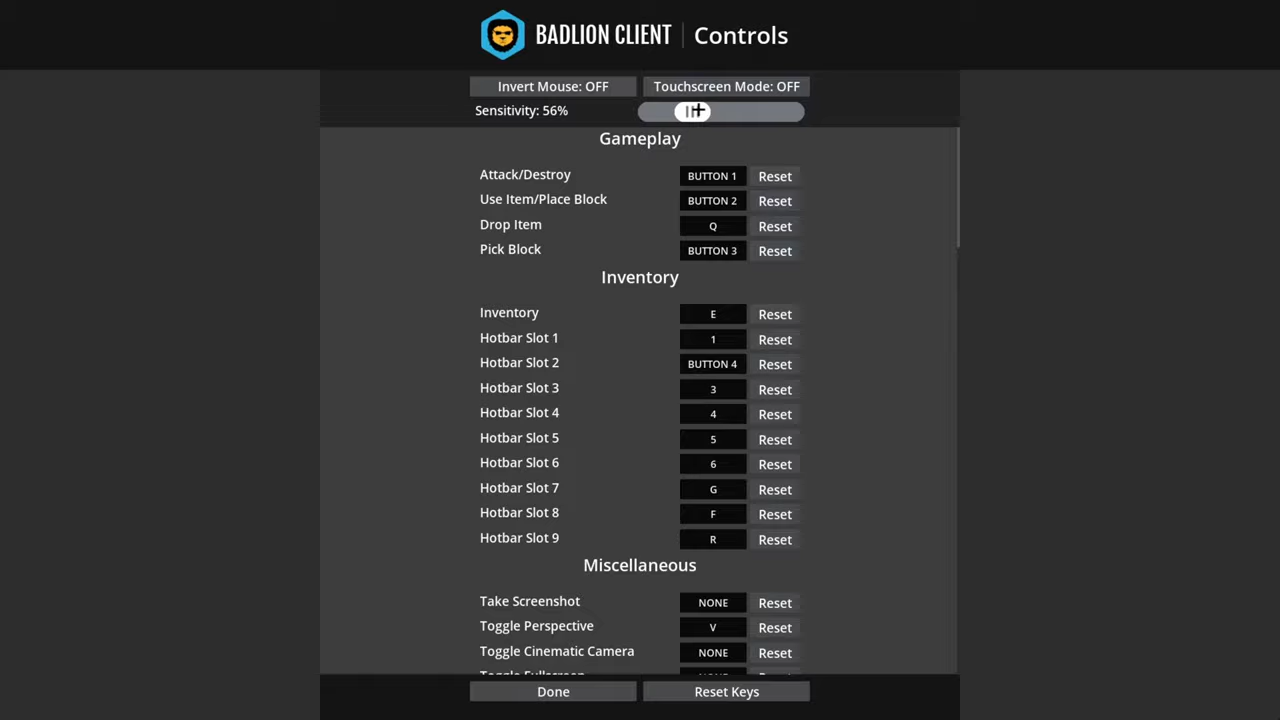 BADLION CLIENT | Controls
Invert Mouse: OFF Touchscreen Mode: OFF
Sensitivity: 56%
Gameplay
Attack/Destroy BUTTON 1 Reset
Use Item/Place Block BUTTON 2 Reset
Drop Item Q Reset
Pick Block BUTTON 3 Reset
Inventory
Inventory E Reset
Hotbar Slot 1 1 Reset
Hotbar Slot 2 BUTTON 4 Reset
Hotbar Slot 3 3 Reset
Hotbar Slot 4 4 Reset
Hotbar Slot 5 5 Reset
Hotbar Slot 6 6 Reset
Hotbar Slot 7 G Reset
Hotbar Slot 8 F Reset
Hotbar Slot 9 R Reset
Miscellaneous
Take Screenshot NONE Reset
Toggle Perspective V Reset
Toggle Cinematic Camera NONE Reset
Toggle Fullscreen
Done Reset Keys